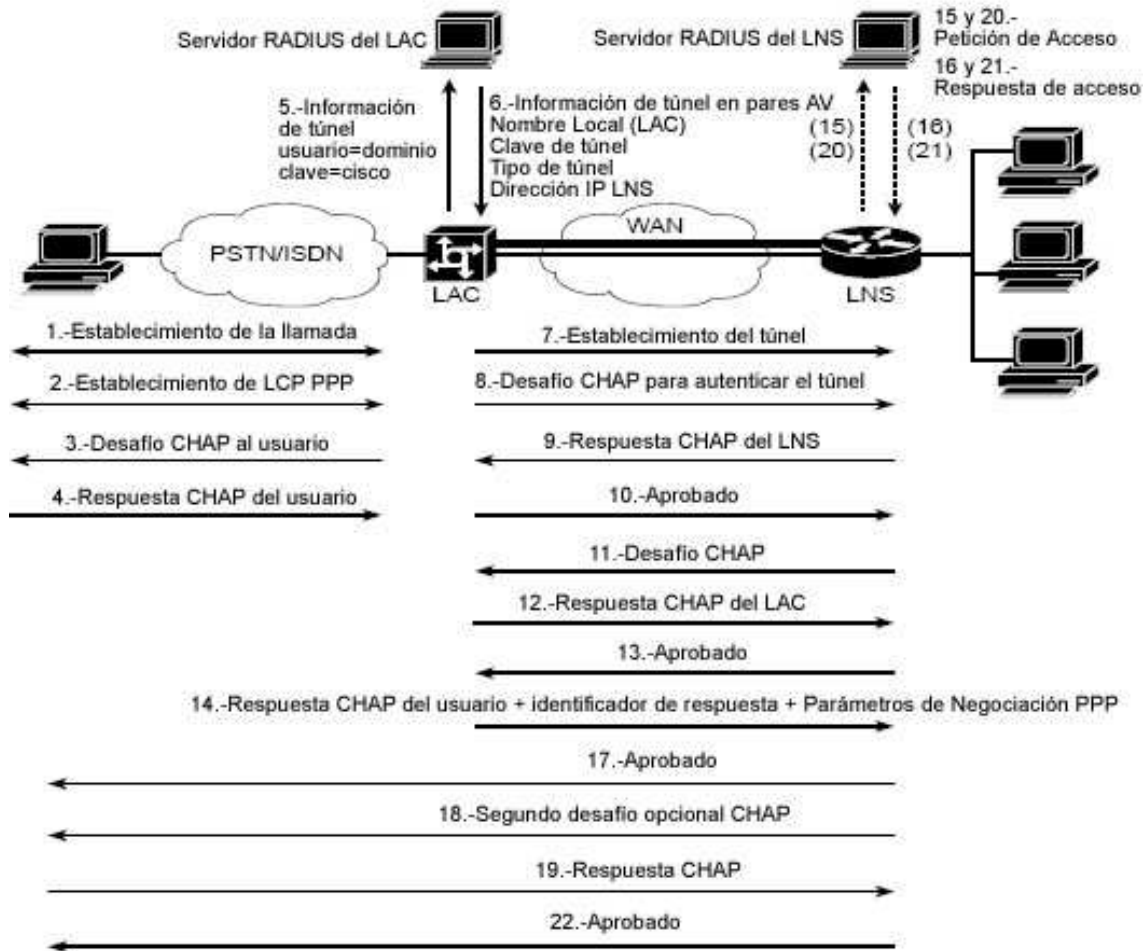 Servidor RADIUS del LAC
Servidor RADIUS del LNS
15 y 20.-
Petición de Acceso
16 y 21.-
Respuesta de acceso
5.-Información
de túnel
usuario=dominio
clave=cisco
6.-Información de túnel en pares AV
Nombre Local (LAC)
Clave de túnel
Tipo de túnel
Dirección IP LNS
(15)
(20)
(16)
(21)
PSTN/ISDN
LAC
WAN
LNS
1.-Establecimiento de la llamada
7.-Establecimiento del túnel
2.-Establecimiento de LCP PPP
8.-Desafío CHAP para autenticar el túnel
3.-Desafío CHAP al usuario
9.-Respuesta CHAP del LNS
4.-Respuesta CHAP del usuario
10.-Aprobado
11.-Desafío CHAP
12.-Respuesta CHAP del LAC
13.-Aprobado
14.-Respuesta CHAP del usuario + identificador de respuesta + Parámetros de Negociación PPP
17.-Aprobado
18.-Segundo desafío opcional CHAP
19.-Respuesta CHAP
22.-Aprobado